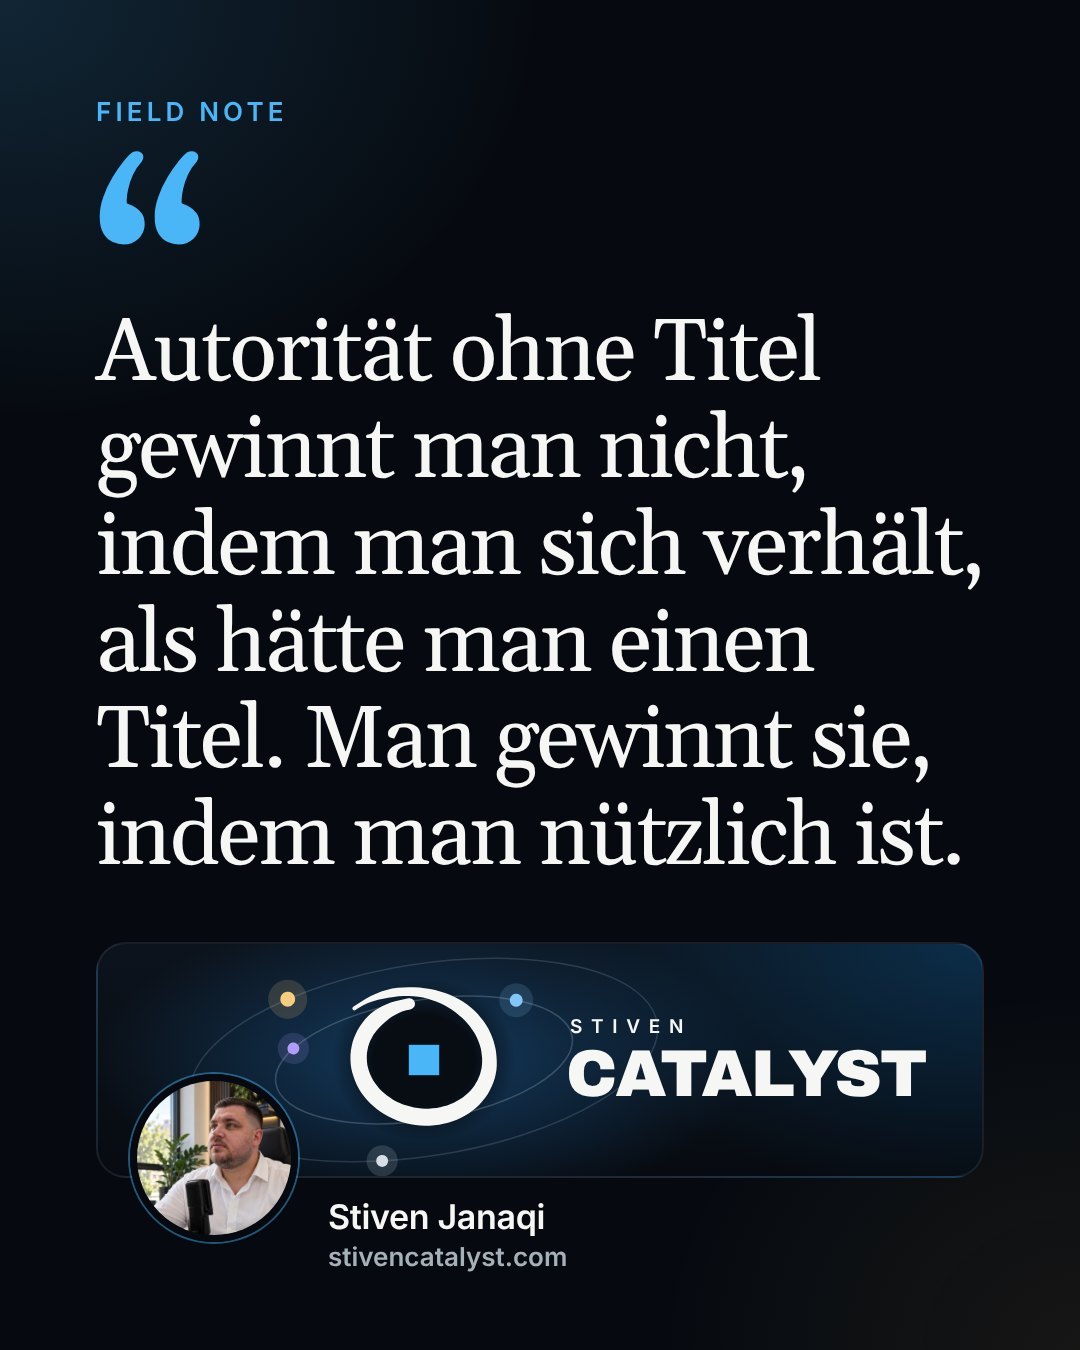 FIELD NOTE
“
Autorität ohne Titel
gewinnt man nicht,
indem man sich verhält,
als hätte man einen
Titel. Man gewinnt sie,
indem man nützlich ist.
STIVEN
CATALYST
Stiven Janaqi
stivencatalyst.com